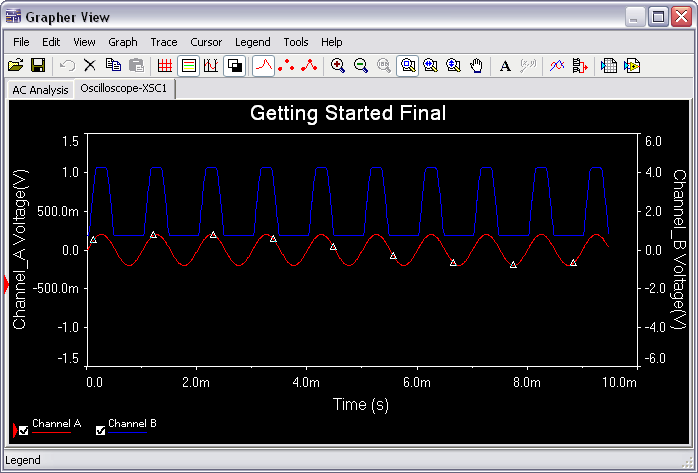 Grapher View
File Edit View Graph Trace Cursor Legend Tools Help
A (x,y)
AC Analysis Oscilloscope-XSC1
Getting Started Final
Channel_A Voltage(V)
1.5
1.0
500.0m
0.0
-500.0m
-1.0
-1.5
6.0
4.0
2.0
0.0
-2.0
-4.0
-6.0
Channel_B Voltage(V)
0.0 2.0m 4.0m 6.0m 8.0m 10.0m
Time (s)
Channel A Channel B
Legend